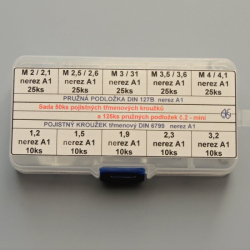 M 2 / 2,1 M 2,5 / 2,6 M 3 / 31 M 3,5 / 3,6 M 4 / 4,1
nerez A1 nerez A1 nerez A1 nerez A1 nerez A1
25ks 25ks 25ks 25ks 25ks
PRUŽNÁ PODLOŽKA DIN 127B nerez A1
Sada 50ks pojistných třmenových kroužků
a 125ks pružných podložek č.2 - mini
POJISTNÝ KROUŽEK třmenový DIN 6799 nerez A1
1,2 1,5 1,9 2,3 3,2
nerez A1 nerez A1 nerez A1 nerez A1 nerez A1
10ks 10ks 10ks 10ks 10ks